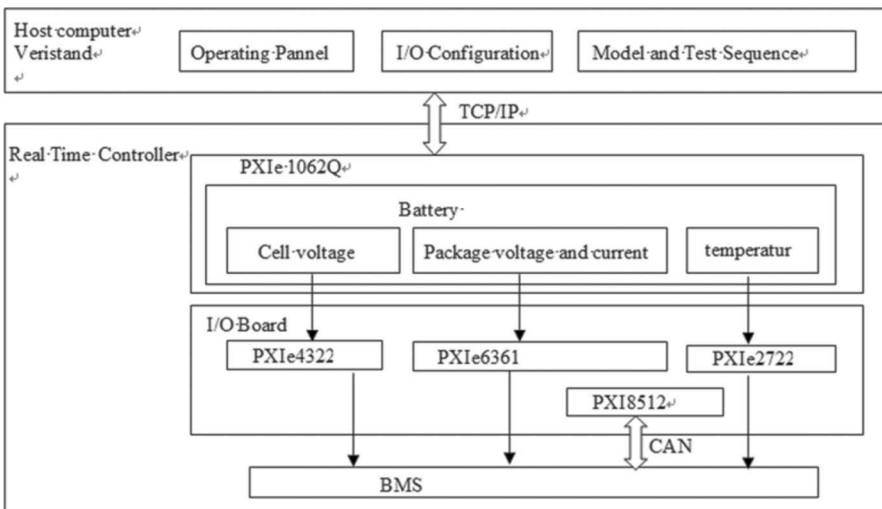 Host computer
Veristand
Operating Pannel
I/O Configuration
Model and Test Sequence
TCP/IP
Real Time Controller
PXIe 1062Q
Battery
Cell voltage
Package voltage and current
temperatur
I/O Board
PXIe4322
PXIe6361
PXIe2722
PXI8512
CAN
BMS